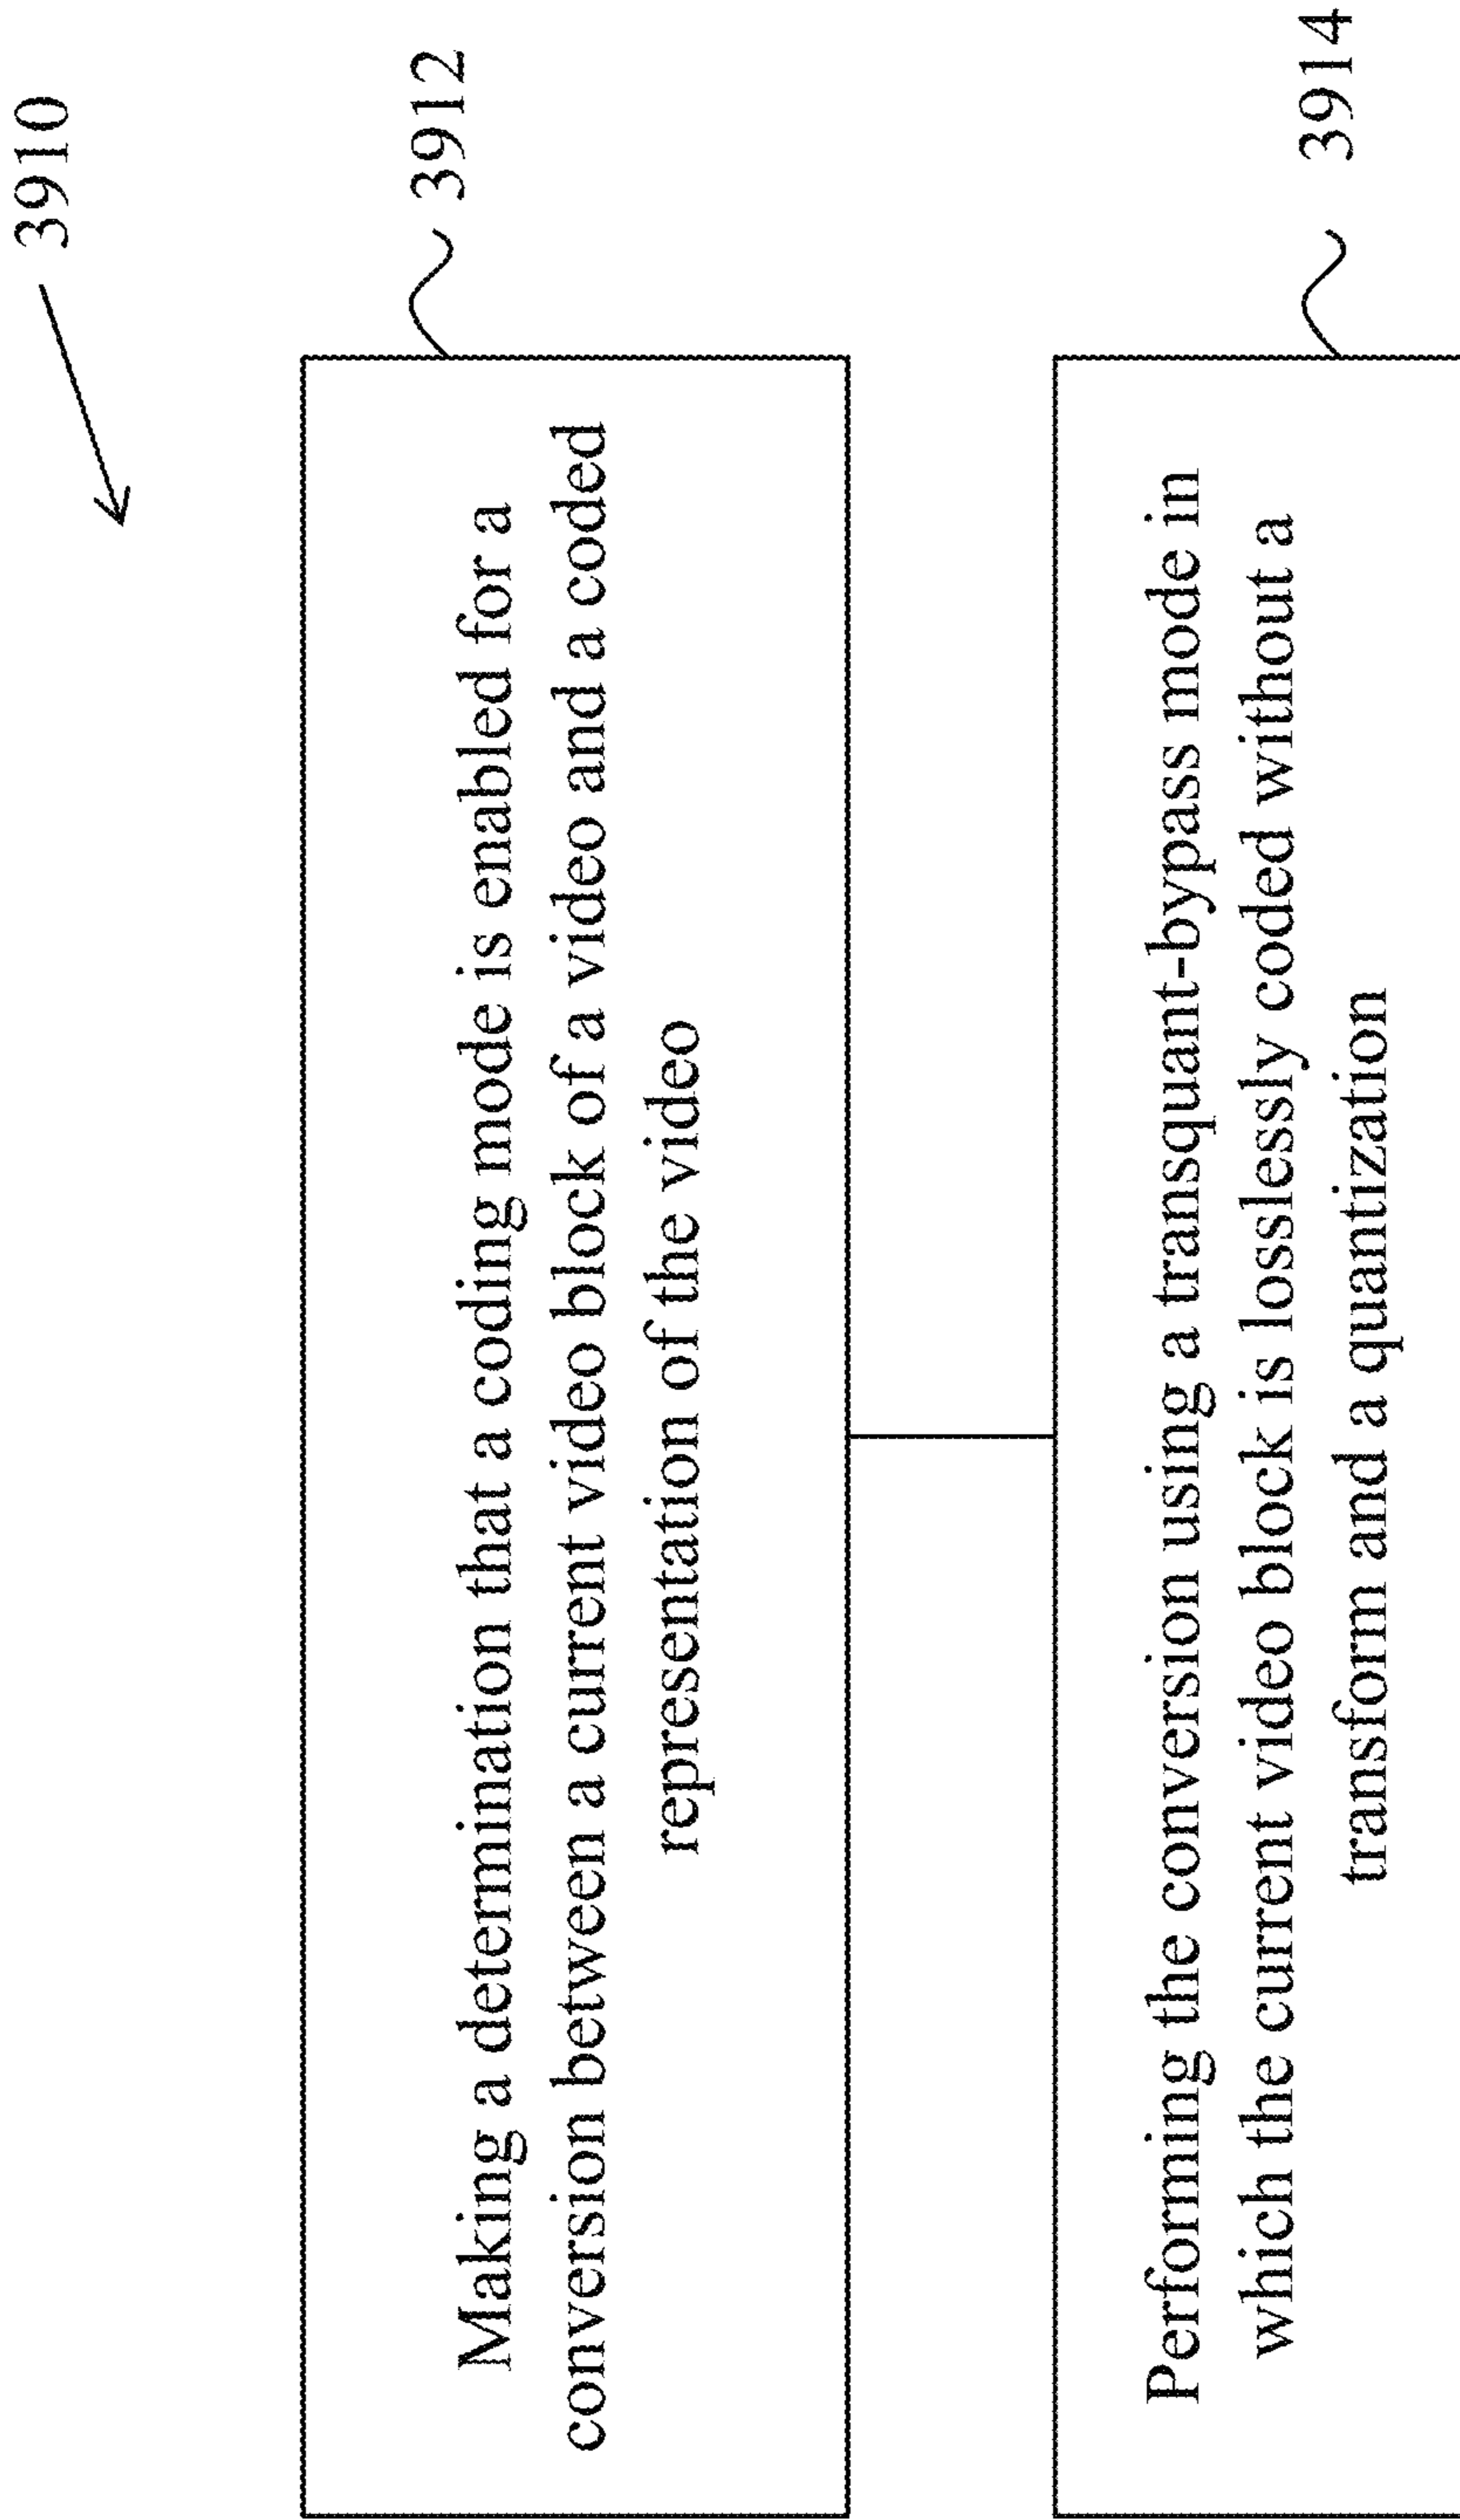 3910
3912
Making a determination that a coding mode is enabled for a
conversion between a current video block of a video and a coded
representation of the video
3914
Performing the conversion using a transquant-bypass mode in
which the current video block is losslessly coded without a
transform and a quantization